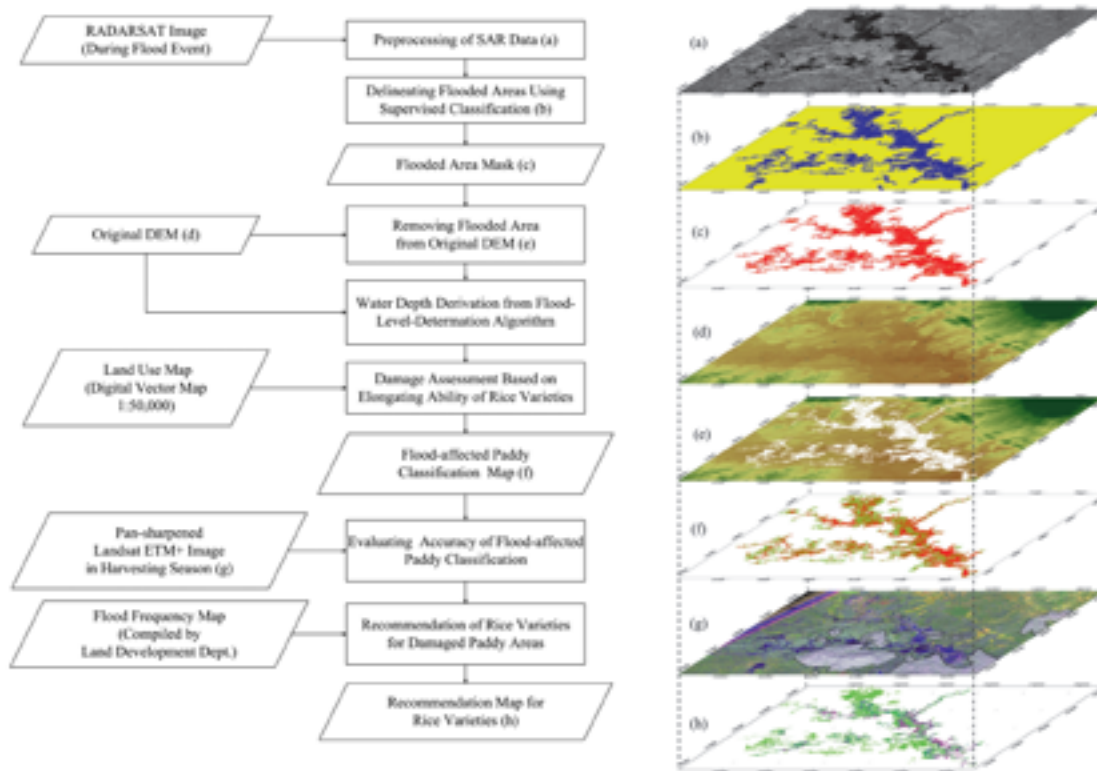 RADARSAT Image
(During Flood Event)
Preprocessing of SAR Data (a)
Delineating Flooded Areas Using
Supervised Classification (b)
Flooded Area Mask (c)
Original DEM (d)
Removing Flooded Area
from Original DEM (e)
Water Depth Derivation from Flood-
Level-Determation Algorithm
Land Use Map
(Digital Vector Map
1:50,000)
Damage Assessment Based on
Elongating Ability of Rice Varieties
Flood-affected Paddy
Classification Map (f)
Pan-sharpened
Landsat ETM+ Image
in Harvesting Season (g)
Evaluating Accuracy of Flood-affected
Paddy Classification
Flood Frequency Map
(Compiled by
Land Development Dept.)
Recommendation of Rice Varieties
for Damaged Paddy Areas
Recommendation Map for
Rice Varieties (h)
(a)
(b)
(c)
(d)
(e)
(f)
(g)
(h)